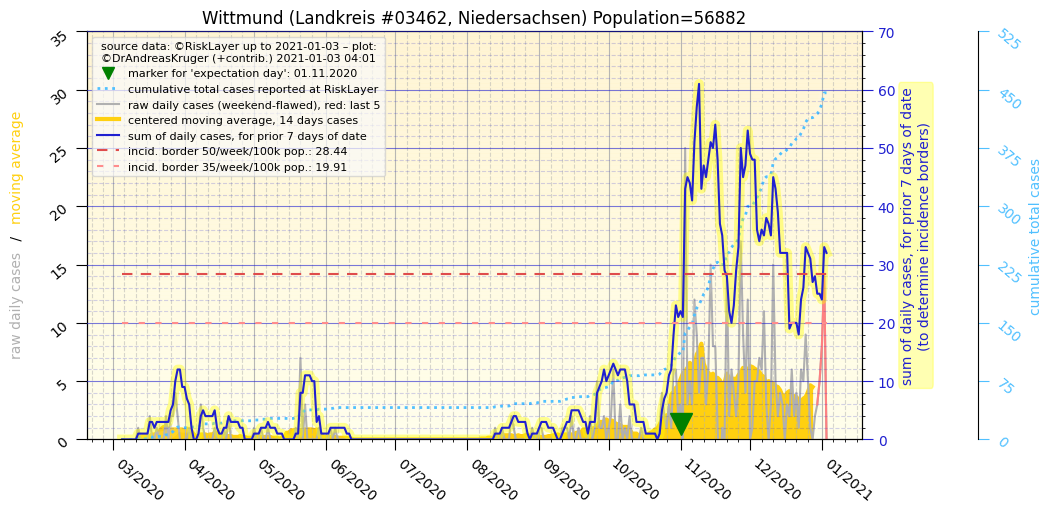 Wittmund (Landkreis #03462, Niedersachsen) Population=56882
source data: ©RiskLayer up to 2021-01-03 – plot:
©DrAndreasKruger (+contrib.) 2021-01-03 04:01
marker for 'expectation day': 01.11.2020
cumulative total cases reported at RiskLayer
raw daily cases (weekend-flawed), red: last 5
centered moving average, 14 days cases
sum of daily cases, for prior 7 days of date
incid. border 50/week/100k pop.: 28.44
incid. border 35/week/100k pop.: 19.91
raw daily cases / moving average
35
30
25
20
15
10
5
0
03/2020
04/2020
05/2020
06/2020
07/2020
08/2020
09/2020
10/2020
11/2020
12/2020
01/2021
70
60
50
40
30
20
10
0
sum of daily cases, for prior 7 days of date
(to determine incidence borders)
525
450
375
300
225
150
75
0
cumulative total cases